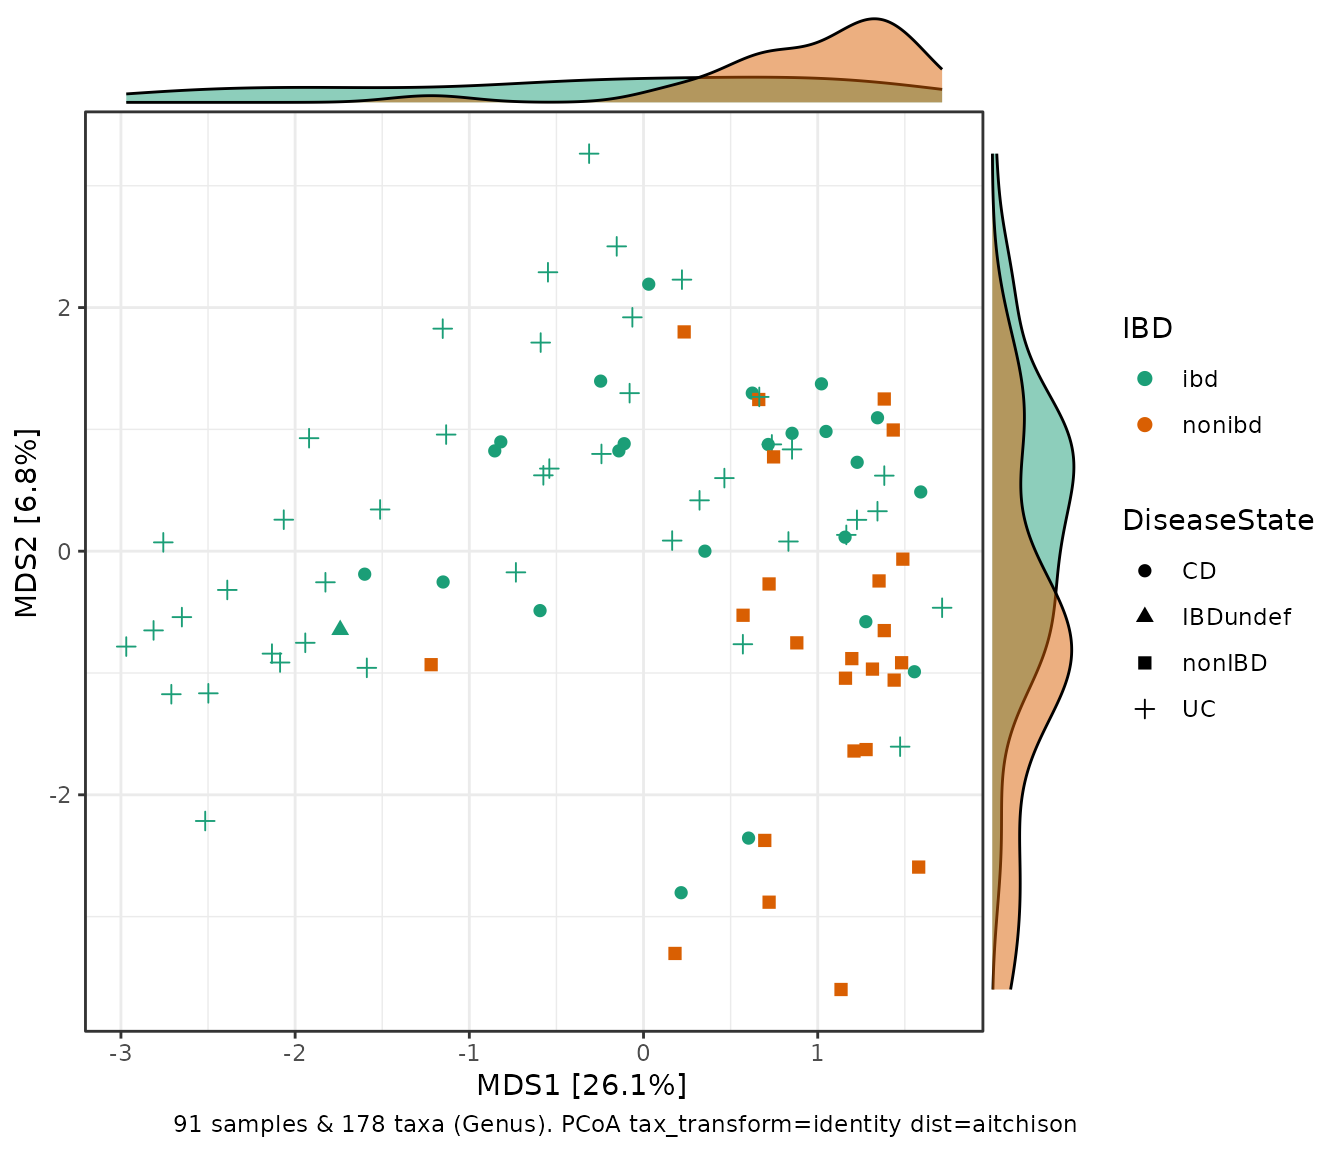 IBD
ibd
nonibd
DiseaseState
CD
IBDundef
nonIBD
UC
MDS2 [6.8%]
2
0
-2
-3 -2 -1 0 1
MDS1 [26.1%]
91 samples & 178 taxa (Genus). PCoA tax_transform=identity dist=aitchison